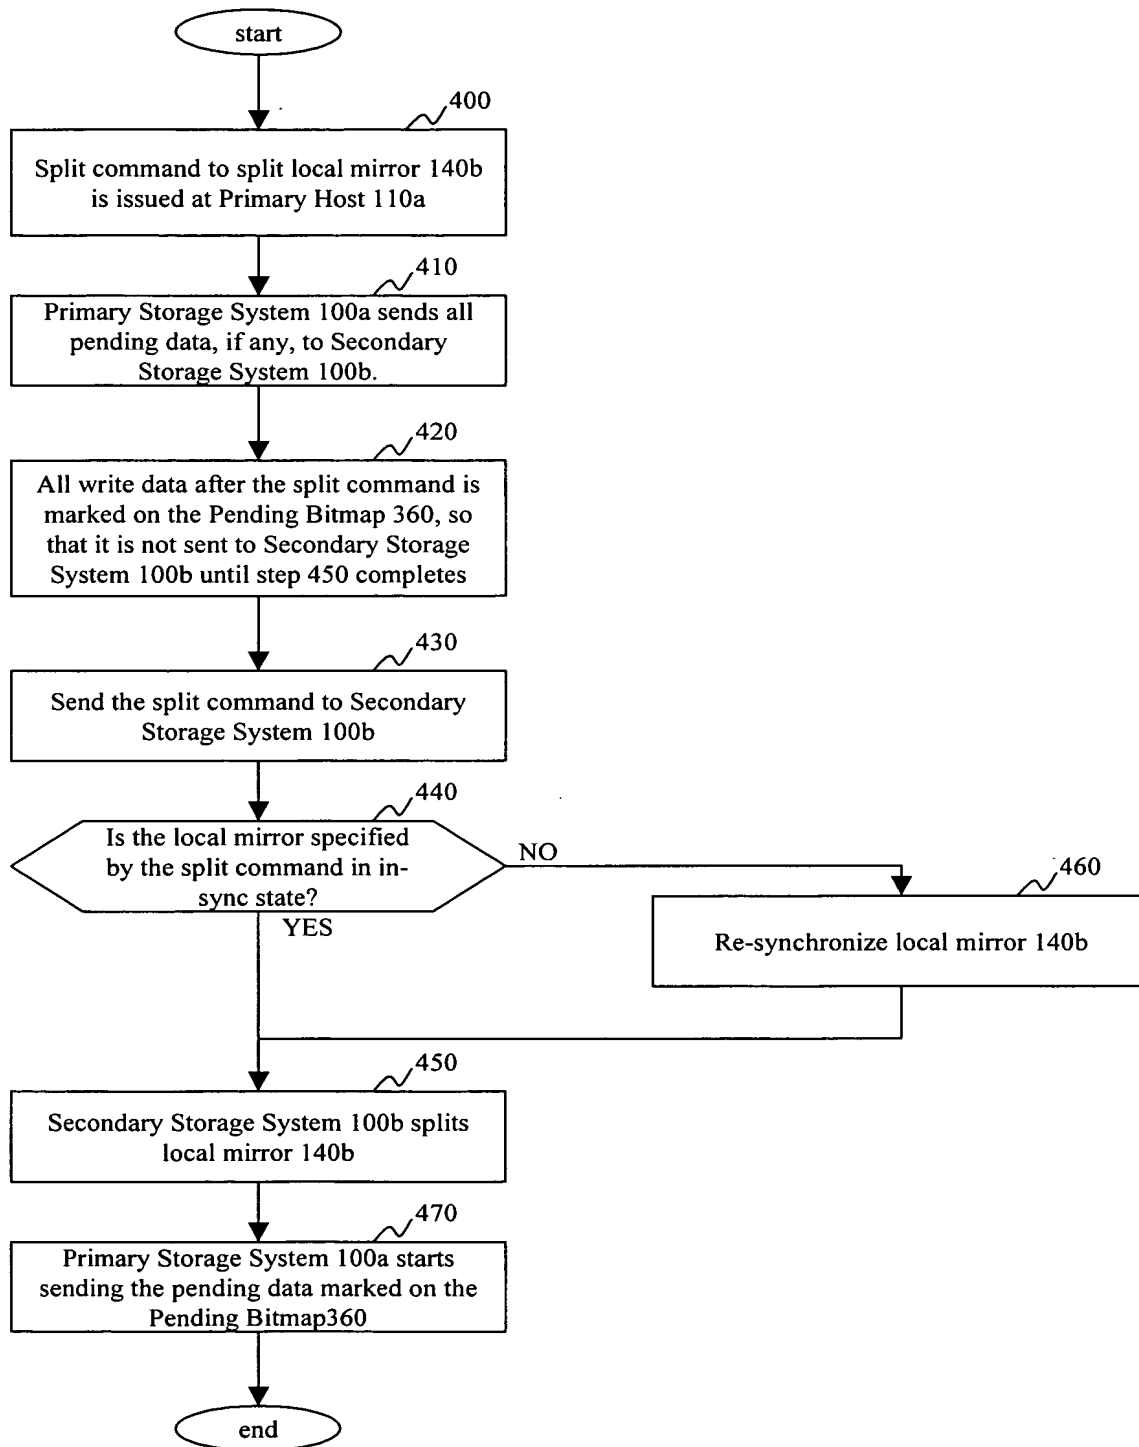 start
400
Split command to split local mirror 140b
is issued at Primary Host 110a
410
Primary Storage System 100a sends all
pending data, if any, to Secondary
Storage System 100b.
420
All write data after the split command is
marked on the Pending Bitmap 360, so
that it is not sent to Secondary Storage
System 100b until step 450 completes
430
Send the split command to Secondary
Storage System 100b
440
Is the local mirror specified
by the split command in in-
sync state?
NO
YES
460
Re-synchronize local mirror 140b
450
Secondary Storage System 100b splits
local mirror 140b
470
Primary Storage System 100a starts
sending the pending data marked on the
Pending Bitmap360
end